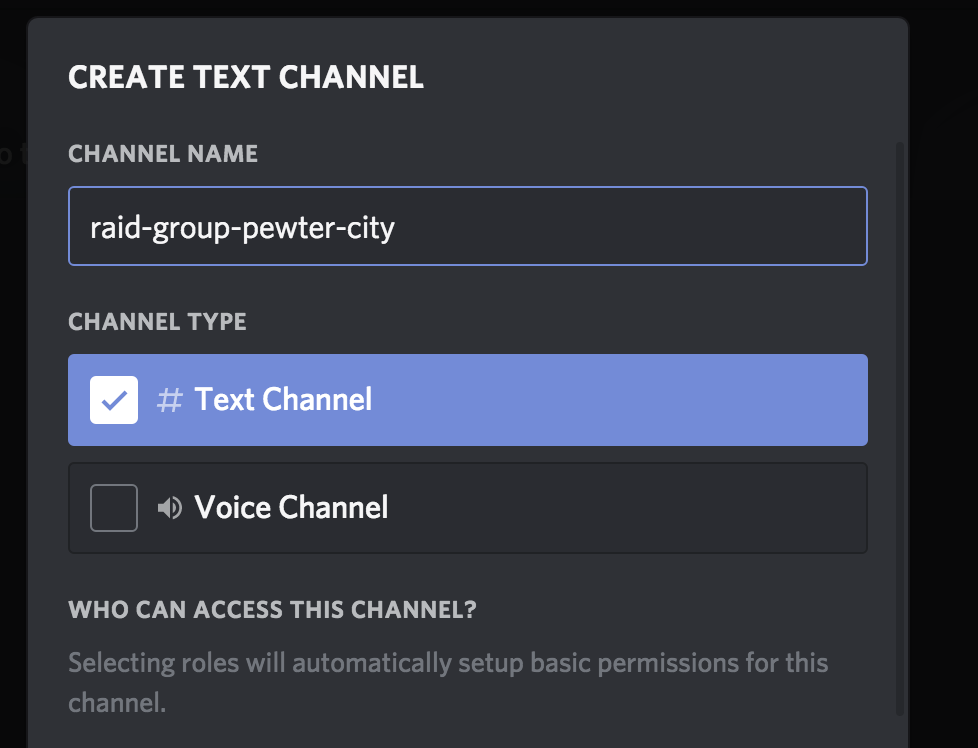 CREATE TEXT CHANNEL
CHANNEL NAME
raid-group-pewter-city
CHANNEL TYPE
# Text Channel
Voice Channel
WHO CAN ACCESS THIS CHANNEL?
Selecting roles will automatically setup basic permissions for this
channel.